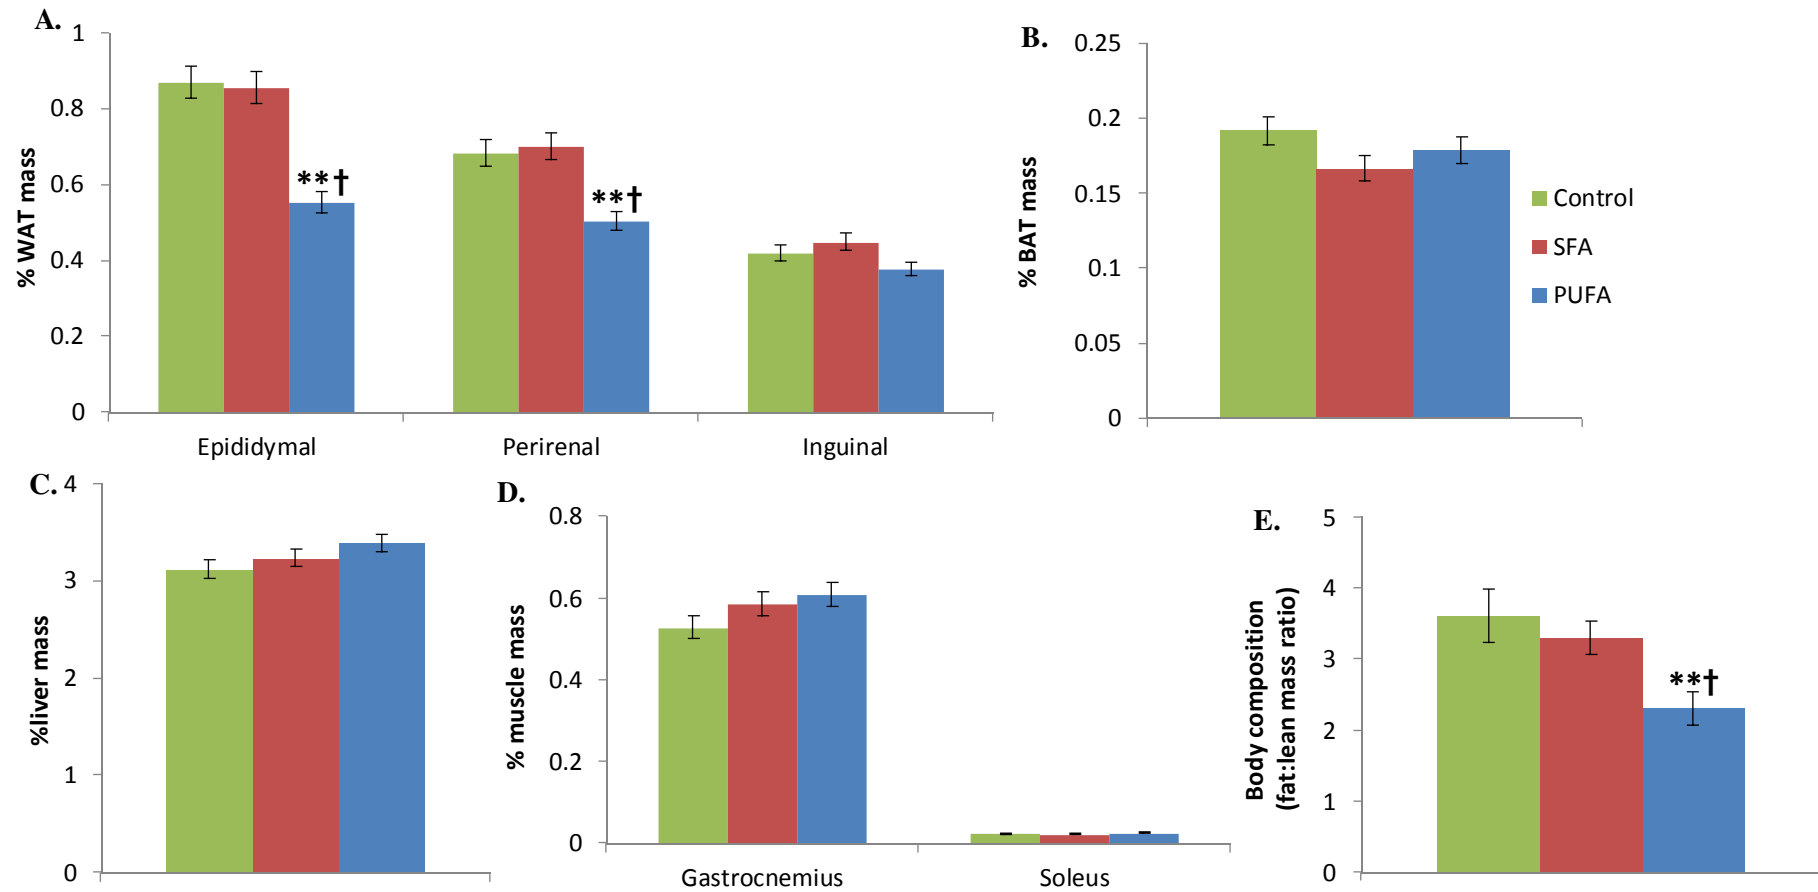 A.
1
0.8
0.6
0.4
0.2
0
% WAT mass
**†
**†
Epididymal Perirenal Inguinal
B.
0.25
0.2
0.15
0.1
0.05
0
% BAT mass
Control
SFA
PUFA
C.
4
3
2
1
0
%liver mass
D.
0.8
0.6
0.4
0.2
0
% muscle mass
Gastrocnemius Soleus
E.
5
4
3
2
1
0
Body composition
(fat:lean mass ratio)
**†